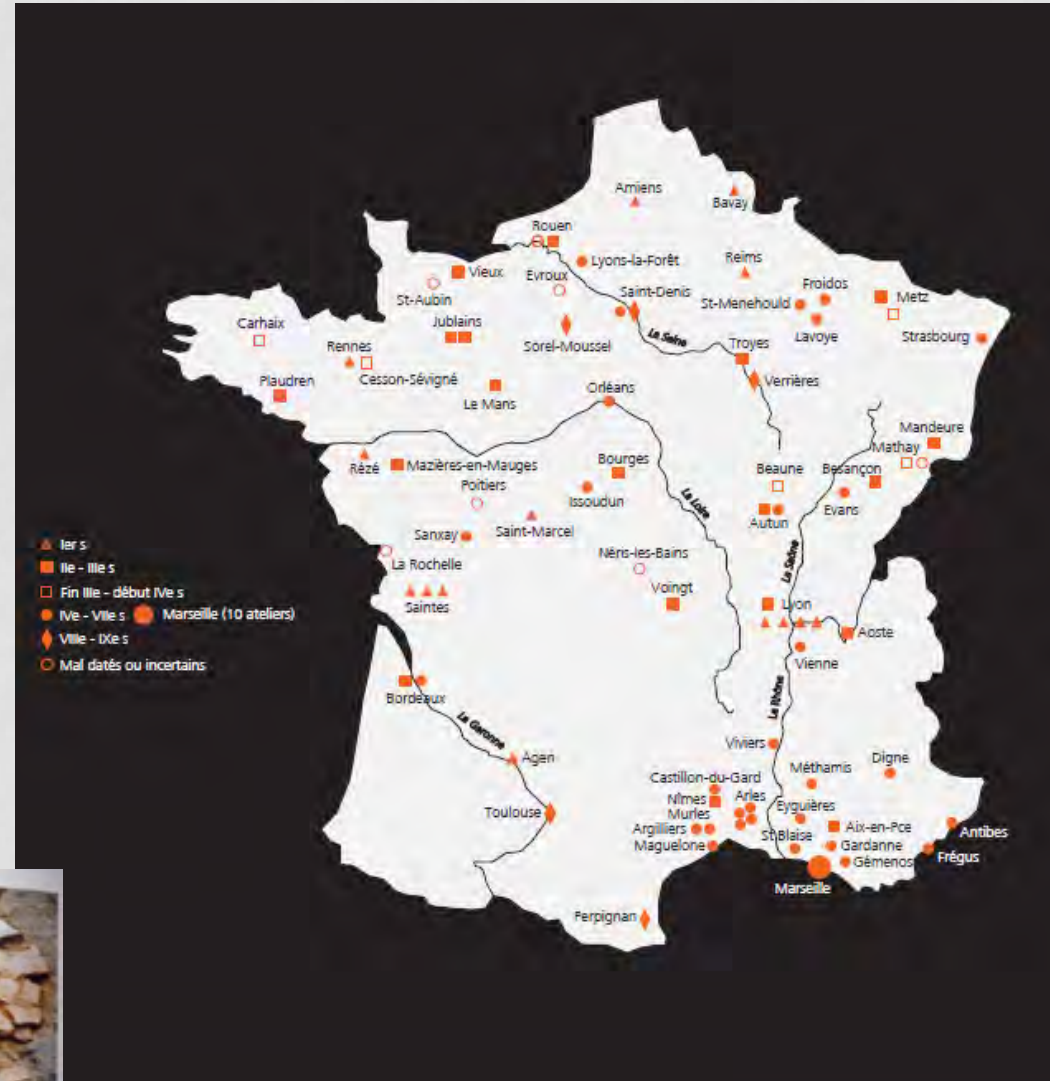 Amiens
Bavay
Rouen
Lyons-la-Forêt
Reims
Vieux
Evroux
Froidos
St-Aubin
Saint-Denis
St-Menehould
Metz
Carhaix
Jublains
Lavoye
Strasbourg
Rennes
Sorel-Moussel
La Seine
Troyes
Plaudren
Cesson-Sévigné
Verrières
Le Mans
Orléans
Mandeure
Mathay
Rézé
Mazières-en-Mauges
Bourges
Beaune
Besançon
Poitiers
Issoudun
La Loire
Evans
Sanxay
Saint-Marcel
Autun
La Saône
La Rochelle
Néris-les-Bains
Voingt
Lyon
Saintes
Aoste
Ier s
IIe - IIIe s
Fin IIIe - début IVe s
IVe - VIIe s
Marseille (10 ateliers)
VIIIe - IXe s
Mal datés ou incertains
Vienne
Bordeaux
Le Rhône
La Garonne
Agen
Viviers
Digne
Castillon-du-Gard
Méthamis
Nîmes
Arles
Toulouse
Murles
Eyguières
Argilliers
St Blaise
Aix-en-Pce
Antibes
Maguelone
Gardanne
Frégus
Gémenos
Marseille
Perpignan